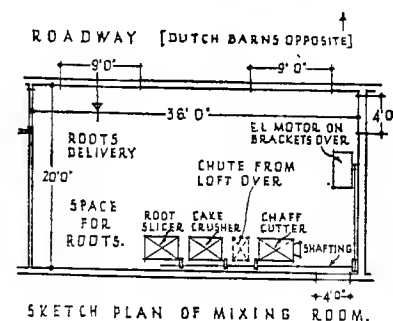 ROADWAY [DUTCH BARNS OPPOSITE]
9'0" 9'0"
36'0" 4'0
ROOTS DELIVERY
EL MOTOR ON BRACKETS OVER
20'0"
CHUTE FROM LOFT OVER
SPACE FOR ROOTS.
ROOT SLICER
CAKE CRUSHER
CHAFF CUTTER
SHAFTING
4'0"
SKETCH PLAN OF MIXING ROOM.